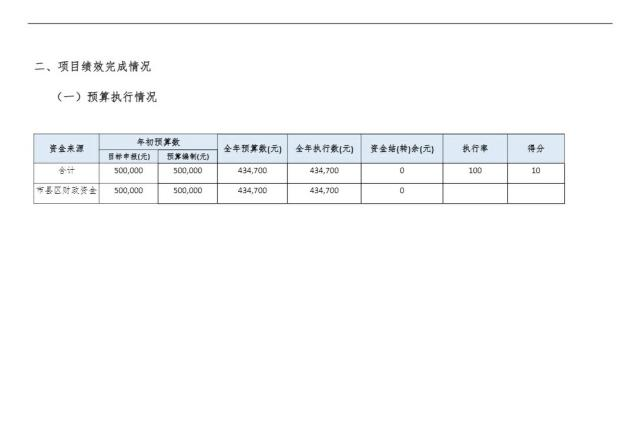 二、项目绩效完成情况
（一）预算执行情况
资金来源 年初预算数 全年预算数(元) 全年执行数(元) 资金结(转)余(元) 执行率 得分
目标申报(元) 预算编制(元)
合计 500,000 500,000 434,700 434,700 0 100 10
市县区财政资金 500,000 500,000 434,700 434,700 0